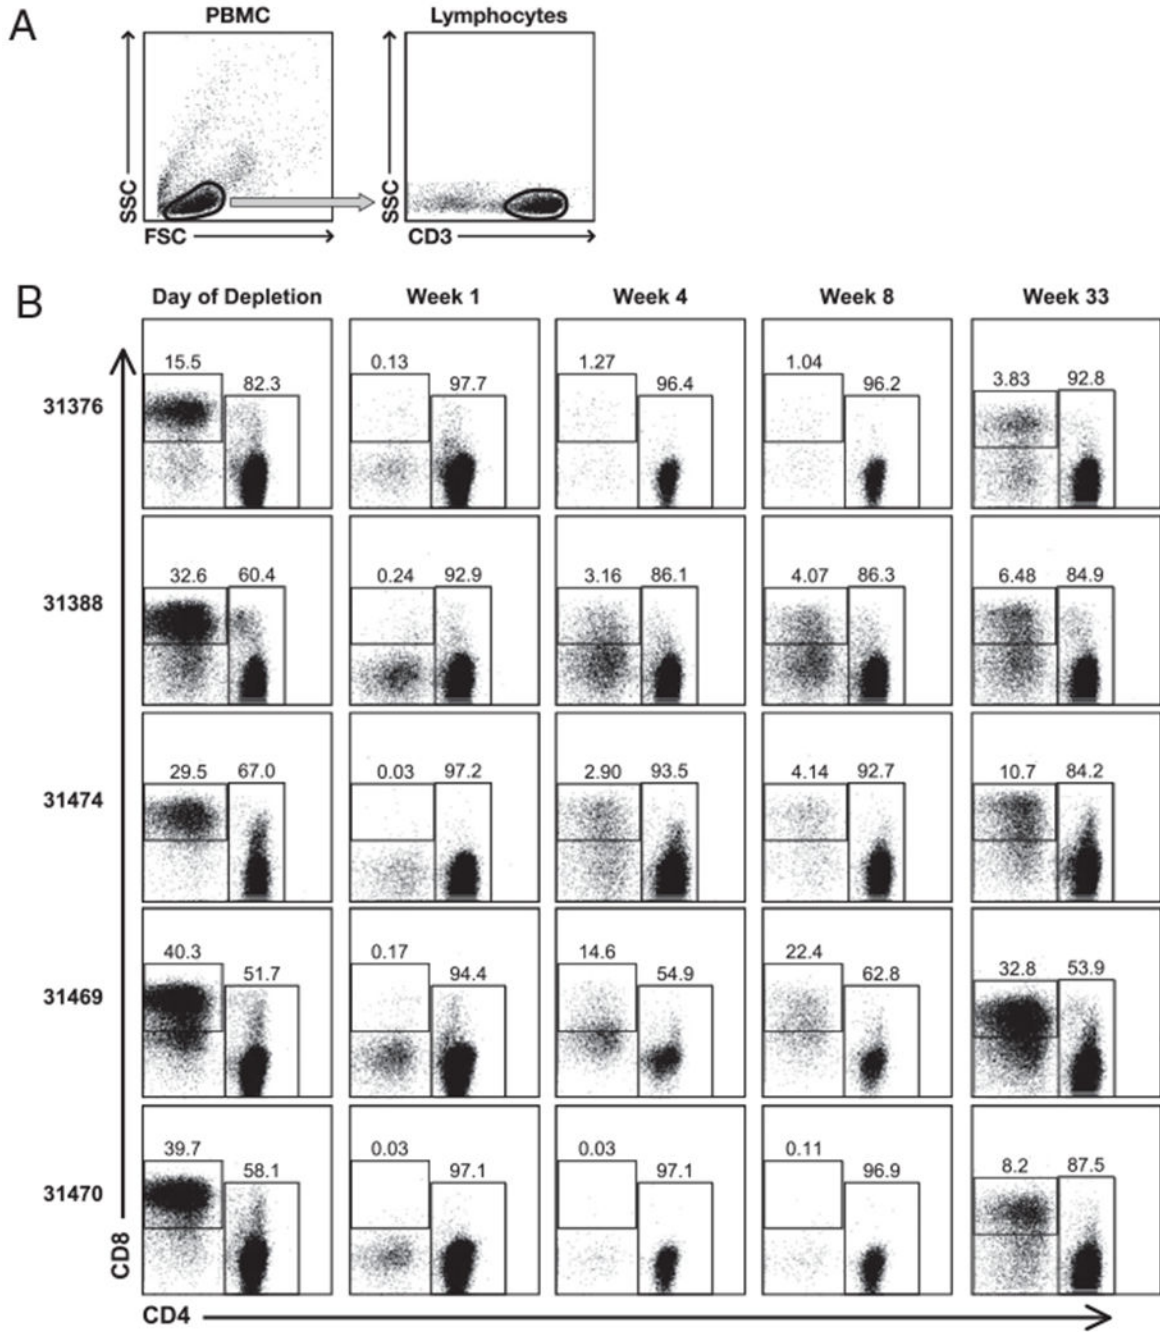 A
PBMC
Lymphocytes
SSC
FSC
SSC
CD3
B
Day of Depletion Week 1 Week 4 Week 8 Week 33
31376
15.5 82.3 0.13 97.7 1.27 96.4 1.04 96.2 3.83 92.8
31388
32.6 60.4 0.24 92.9 3.16 86.1 4.07 86.3 6.48 84.9
31474
29.5 67.0 0.03 97.2 2.90 93.5 4.14 92.7 10.7 84.2
31469
40.3 51.7 0.17 94.4 14.6 54.9 22.4 62.8 32.8 53.9
31470
39.7 58.1 0.03 97.1 0.03 97.1 0.11 96.9 8.2 87.5
CD8
CD4